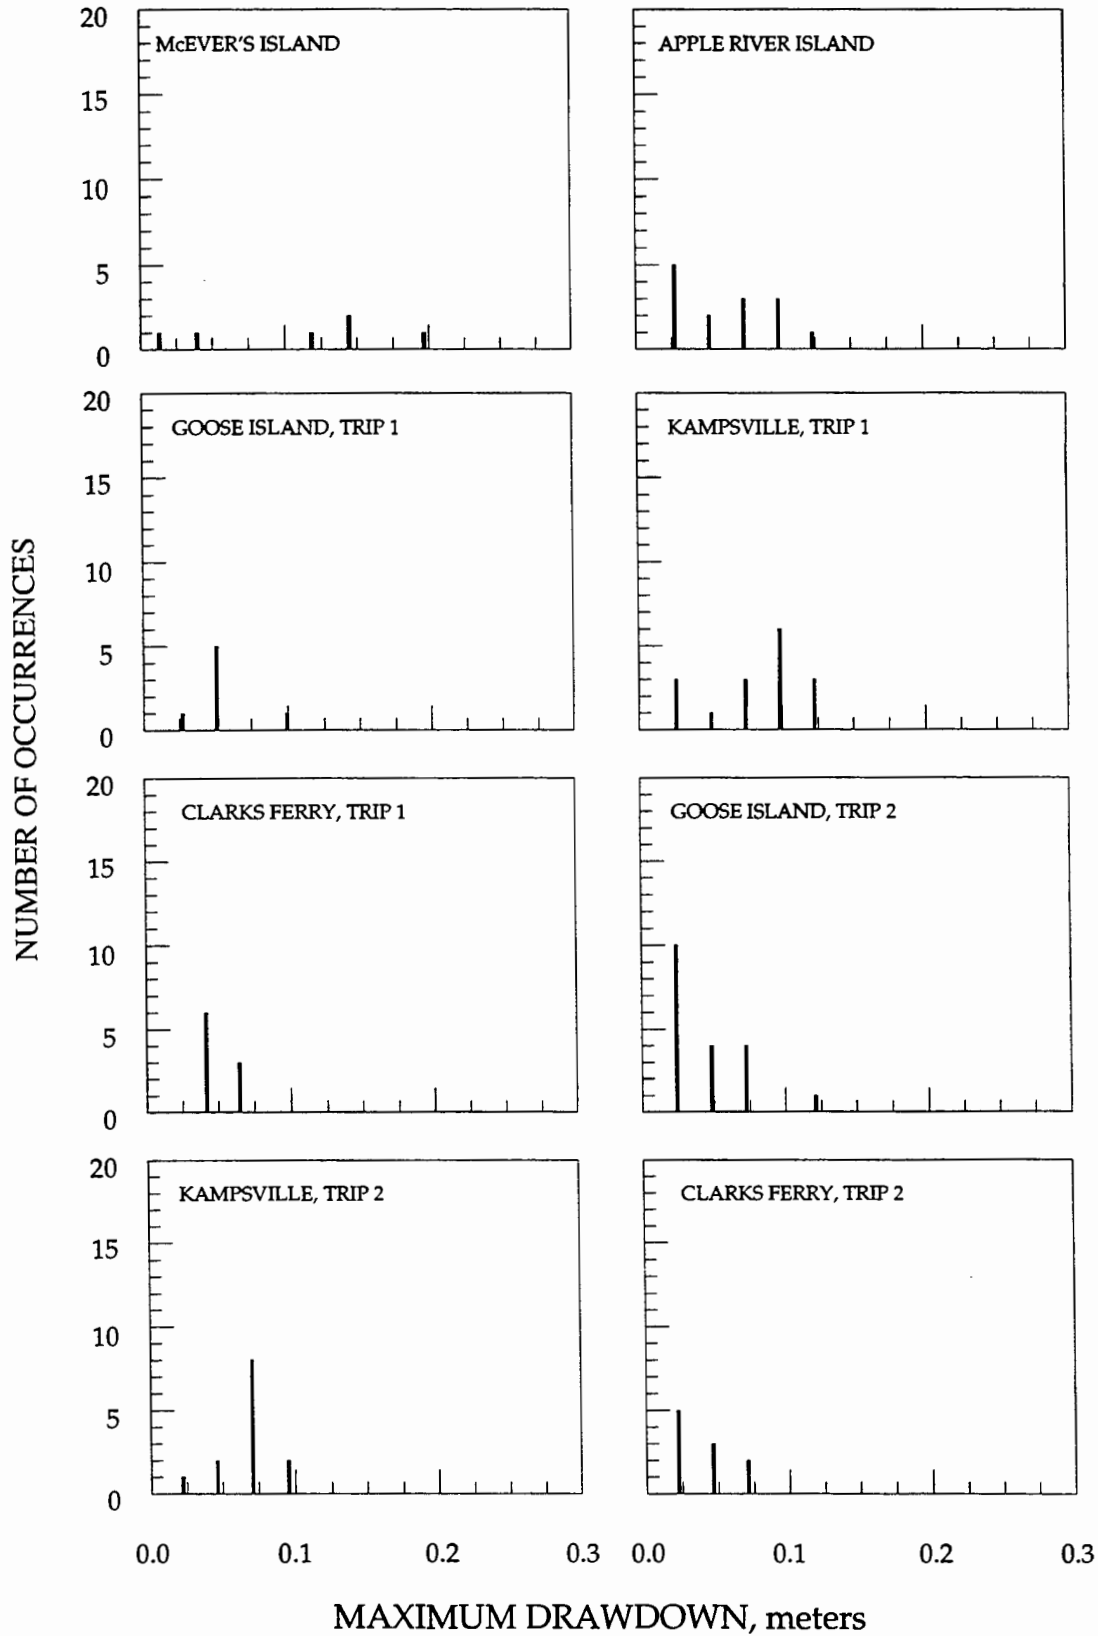 20
McEVER'S ISLAND
APPLE RIVER ISLAND
15
10
5
0
20
GOOSE ISLAND, TRIP 1
KAMPSVILLE, TRIP 1
15
10
5
0
20
CLARKS FERRY, TRIP 1
GOOSE ISLAND, TRIP 2
15
10
5
0
20
KAMPSVILLE, TRIP 2
CLARKS FERRY, TRIP 2
15
10
5
0
NUMBER OF OCCURRENCES
0.0 0.1 0.2 0.3 0.0 0.1 0.2 0.3
MAXIMUM DRAWDOWN, meters